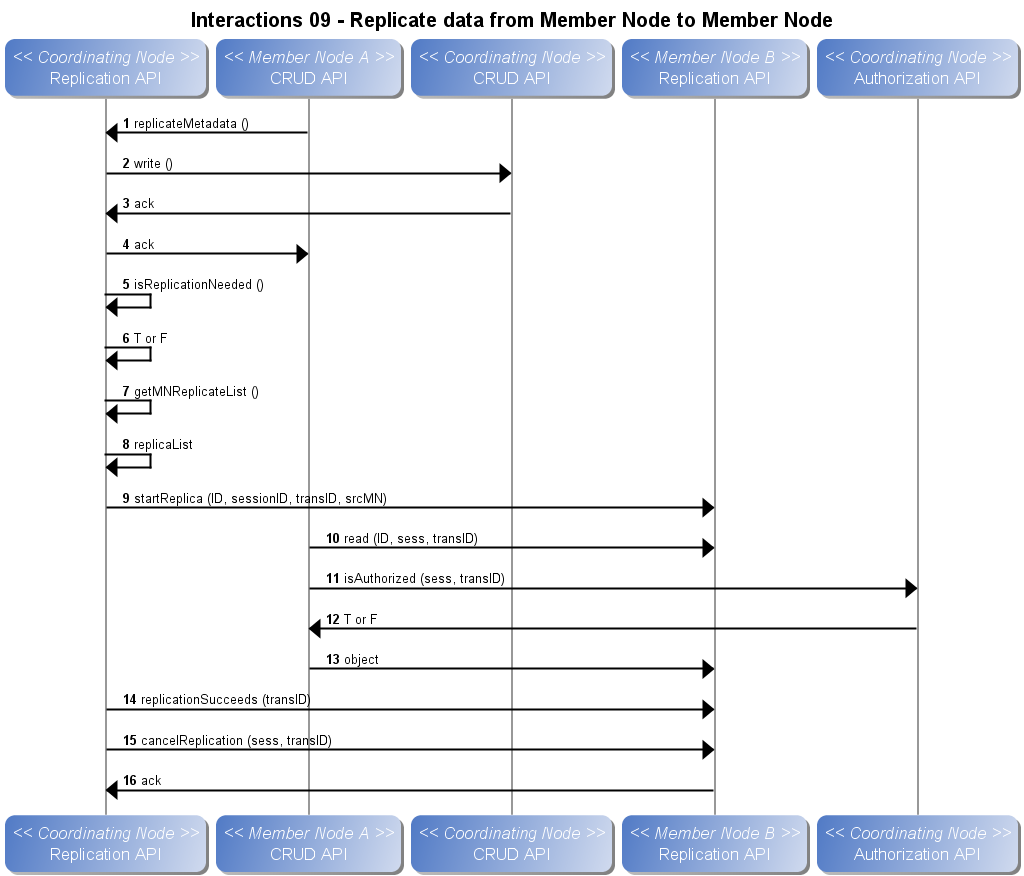 Interactions 09 - Replicate data from Member Node to Member Node
<< Coordinating Node >>
Replication API
<< Member Node A >>
CRUD API
<< Coordinating Node >>
CRUD API
<< Member Node B >>
Replication API
<< Coordinating Node >>
Authorization API
1 replicateMetadata ()
2 write ()
3 ack
4 ack
5 isReplicationNeeded ()
6 T or F
7 getMNReplicateList ()
8 replicaList
9 startReplica (ID, sessionID, transID, srcMN)
10 read (ID, sess, transID)
11 isAuthorized (sess, transID)
12 T or F
13 object
14 replicationSucceeds (transID)
15 cancelReplication (sess, transID)
16 ack
<< Coordinating Node >>
Replication API
<< Member Node A >>
CRUD API
<< Coordinating Node >>
CRUD API
<< Member Node B >>
Replication API
<< Coordinating Node >>
Authorization API